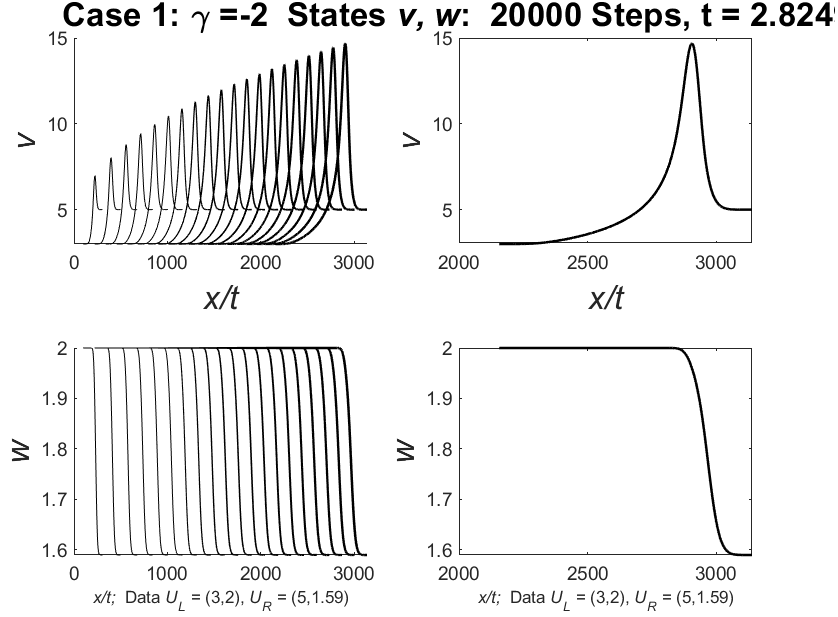 Case 1: γ =-2 States v, w: 20000 Steps, t = 2.824
15
10
5
v
0 1000 2000 3000
x/t
15
10
5
v
2000 2500 3000
x/t
2
1.9
1.8
1.7
1.6
w
0 1000 2000 3000
x/t; Data U_L = (3,2), U_R = (5,1.59)
2
1.9
1.8
1.7
1.6
w
2000 2500 3000
x/t; Data U_L = (3,2), U_R = (5,1.59)